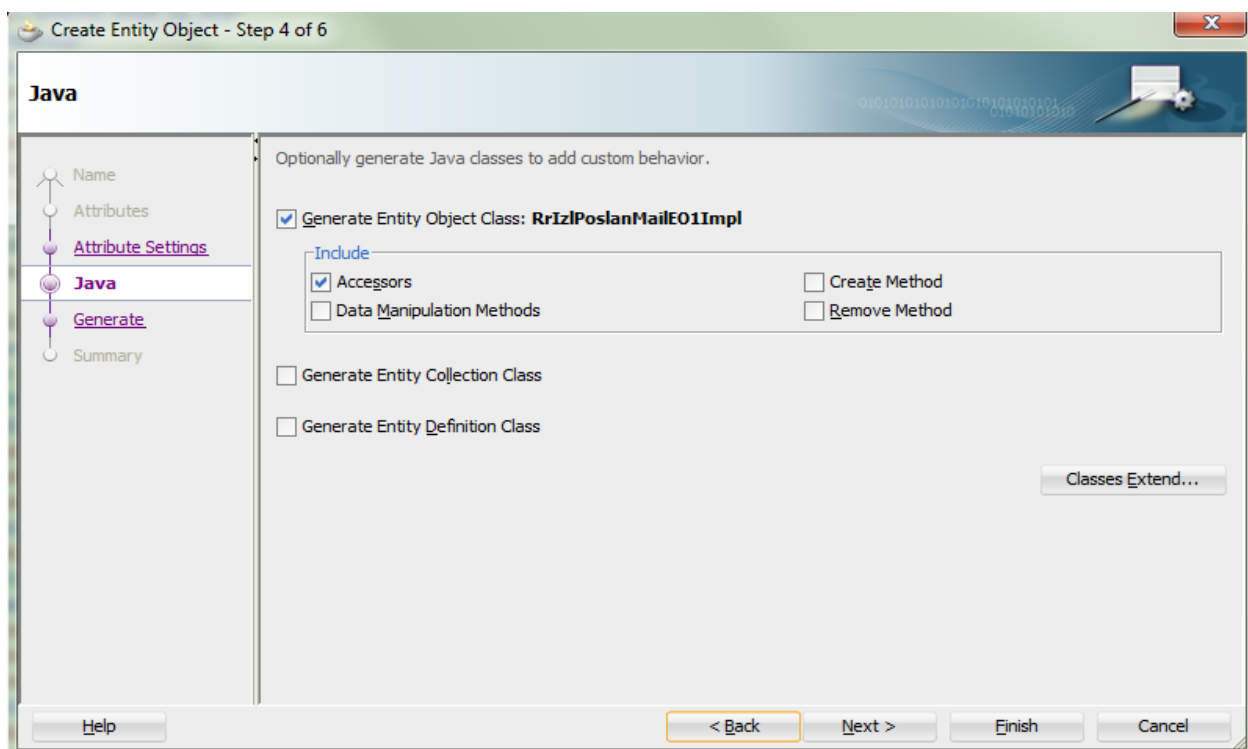 Create Entity Object - Step 4 of 6
Java
Name
Attributes
Attribute Settings
Java
Generate
Summary
Optionally generate Java classes to add custom behavior.
Generate Entity Object Class: RrIzlPoslanMailEO1Impl
Include
Accessors
Create Method
Data Manipulation Methods
Remove Method
Generate Entity Collection Class
Generate Entity Definition Class
Classes Extend...
Help
< Back
Next >
Finish
Cancel